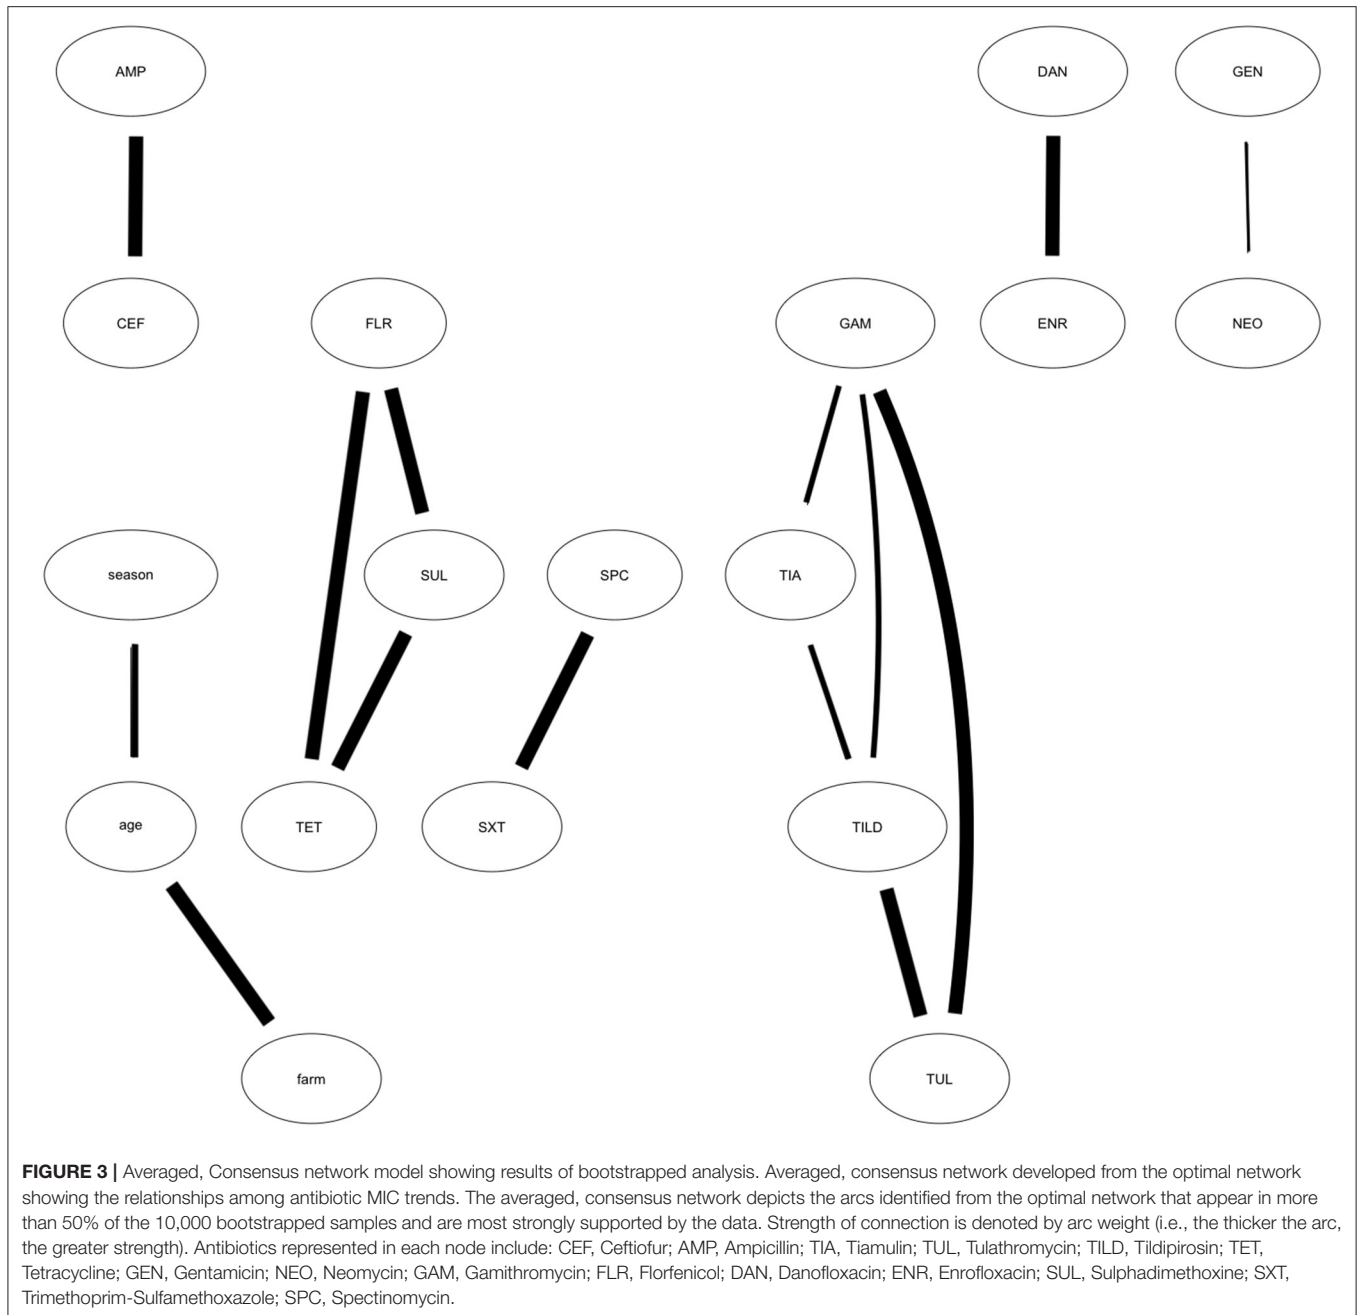 AMP
DAN
GEN
CEF
FLR
GAM
ENR
NEO
season
SUL
SPC
TIA
age
TET
SXT
TILD
farm
TUL
FIGURE 3 | Averaged, Consensus network model showing results of bootstrapped analysis. Averaged, consensus network developed from the optimal network
showing the relationships among antibiotic MIC trends. The averaged, consensus network depicts the arcs identified from the optimal network that appear in more
than 50% of the 10,000 bootstrapped samples and are most strongly supported by the data. Strength of connection is denoted by arc weight (i.e., the thicker the arc,
the greater strength). Antibiotics represented in each node include: CEF, Ceftiofur; AMP, Ampicillin; TIA, Tiamulin; TUL, Tulathromycin; TILD, Tildipirosin; TET,
Tetracycline; GEN, Gentamicin; NEO, Neomycin; GAM, Gamithromycin; FLR, Florfenicol; DAN, Danofloxacin; ENR, Enrofloxacin; SUL, Sulphadimethoxine; SXT,
Trimethoprim-Sulfamethoxazole; SPC, Spectinomycin.